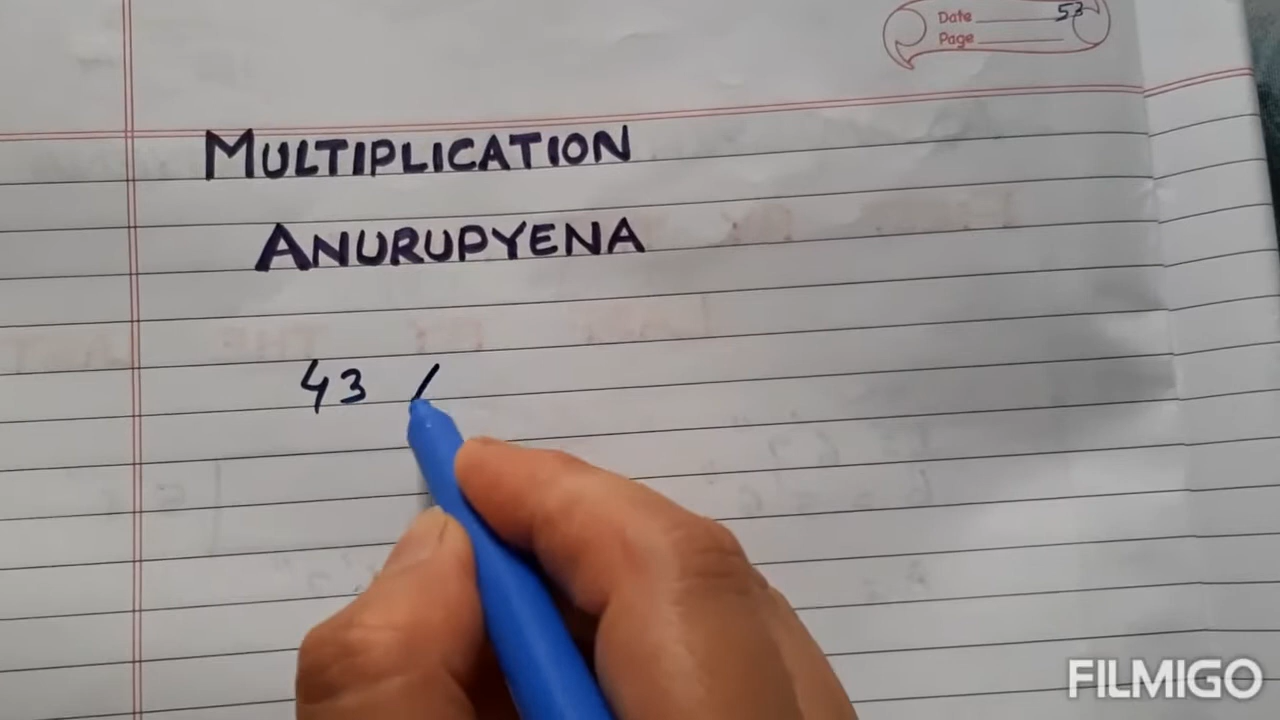 Date 53
Page
MULTIPLICATION
ANURUPYENA
43 /
FILMIGO